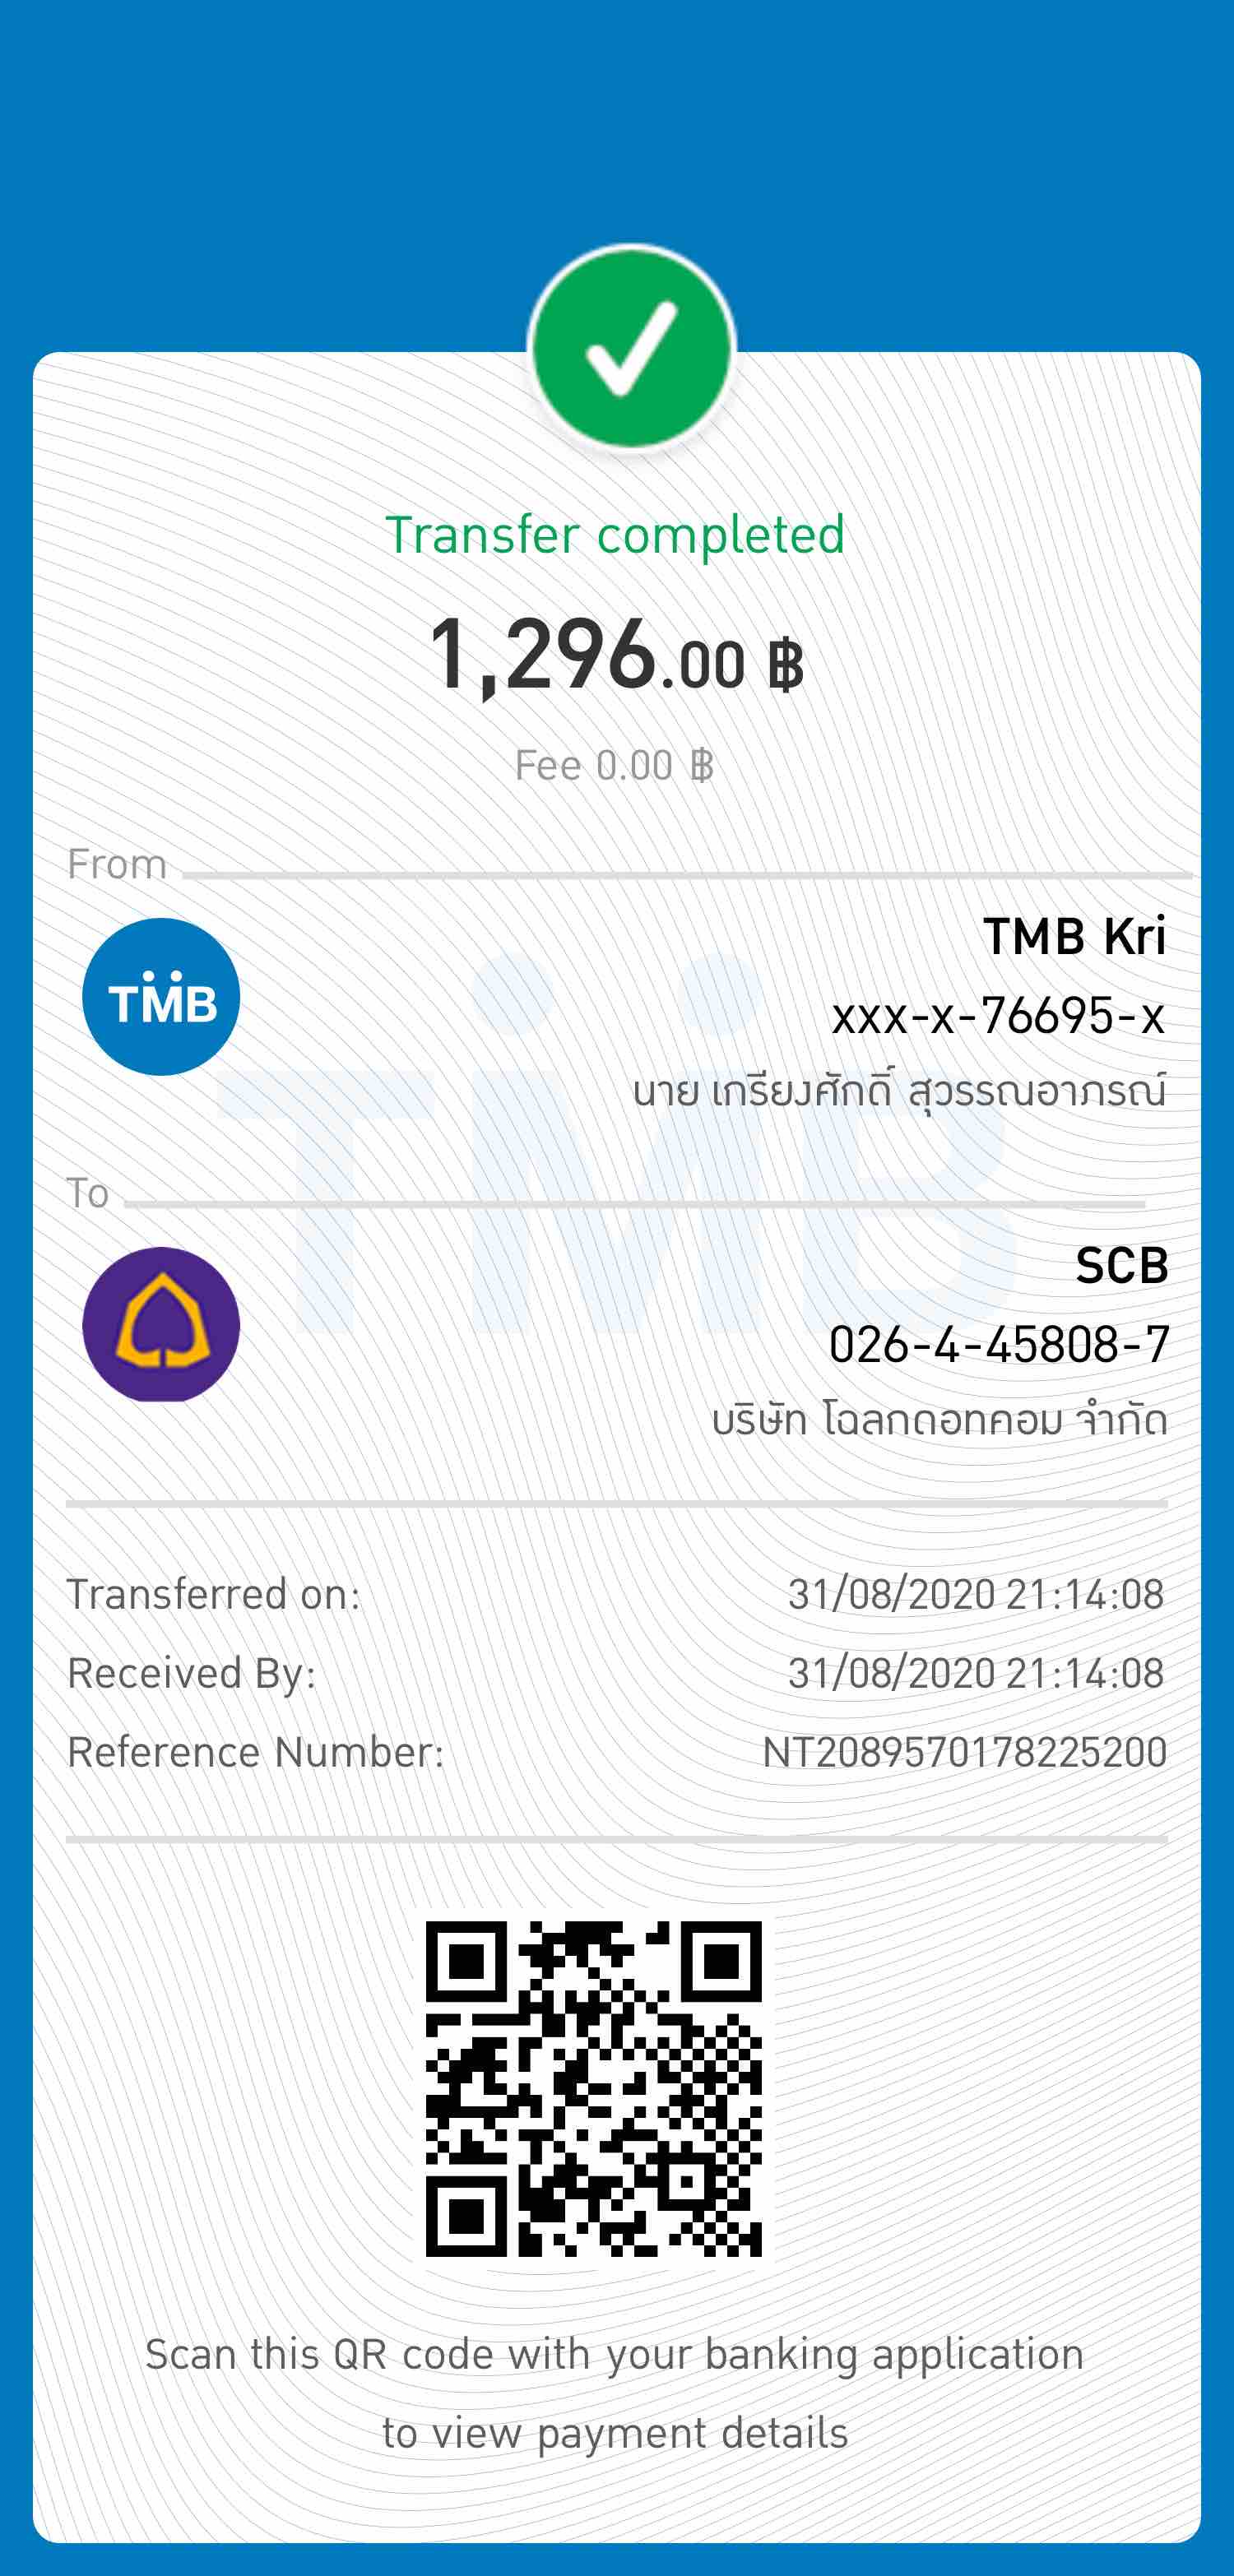 Transfer completed
1,296.00 ฿
Fee 0.00 ฿
From
TMB
TMB Kri
xxx-x-76695-x
นาย เกรียงศักดิ์ สุวรรณอาภรณ์
To
SCB
026-4-45808-7
บริษัท โฉลกดอทคอม จำกัด
Transferred on: 31/08/2020 21:14:08
Received By: 31/08/2020 21:14:08
Reference Number: NT2089570178225200
Scan this QR code with your banking application
to view payment details
TMB